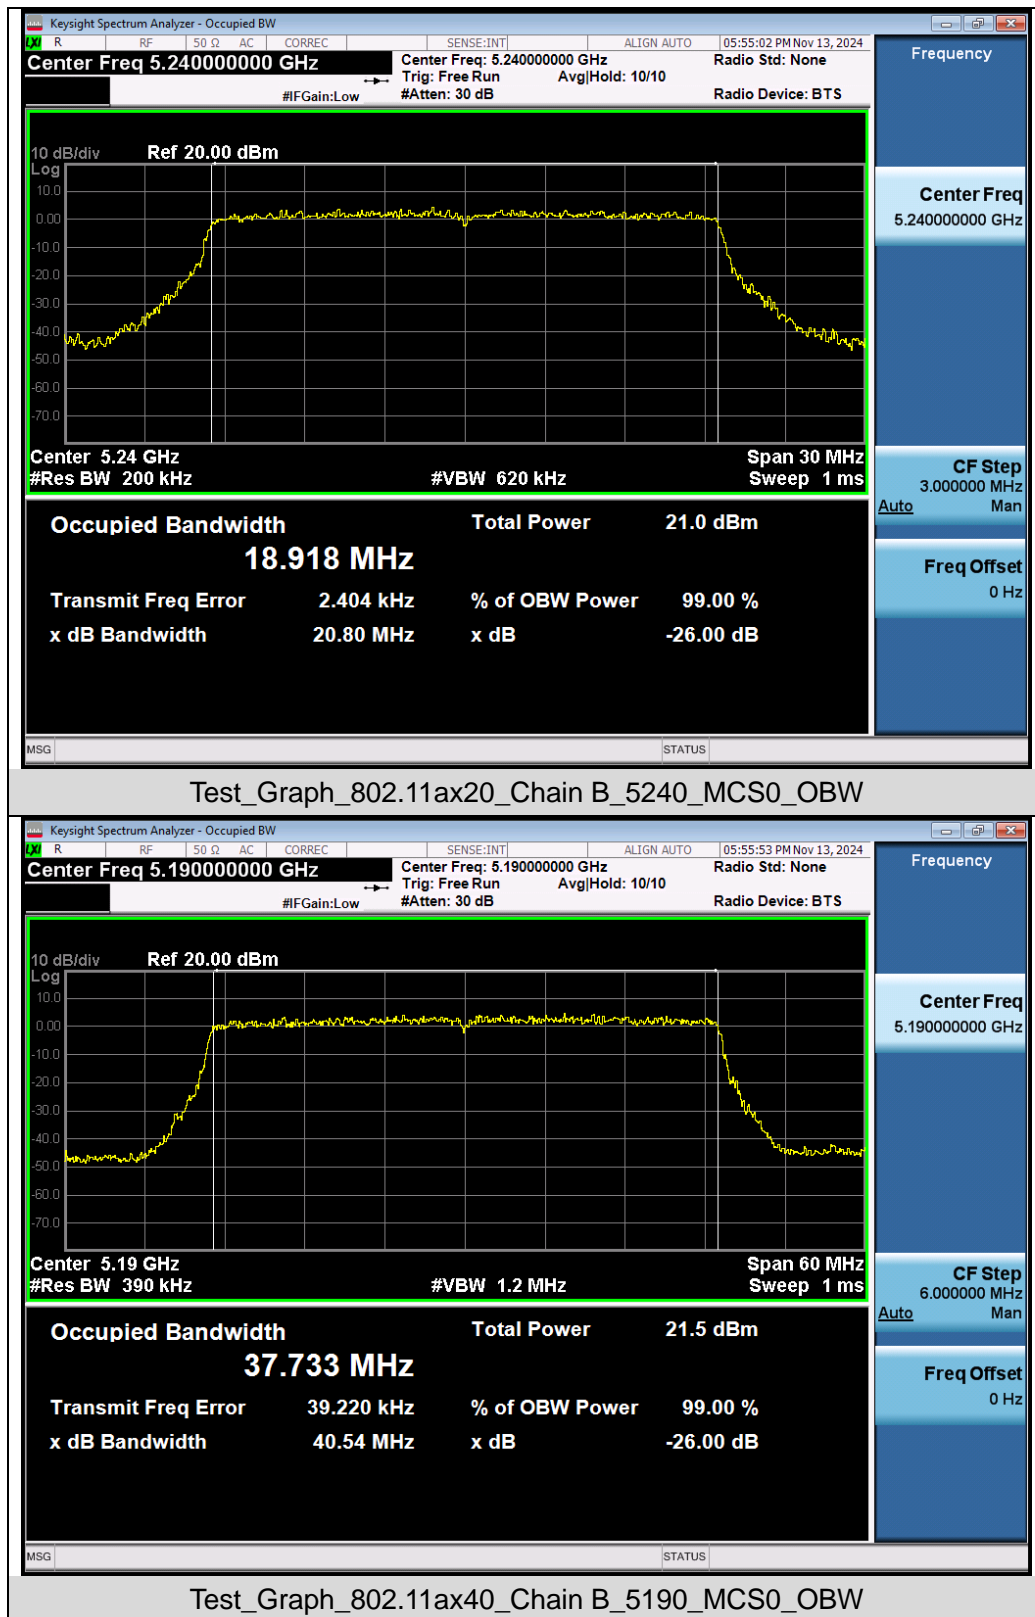 Keysight Spectrum Analyzer - Occupied BW
LXI R RF 50 Ω AC CORREC SENSE:INT ALIGN AUTO 05:55:02 PM Nov 13, 2024
Center Freq 5.240000000 GHz
Center Freq: 5.240000000 GHz
Radio Std: None
Trig: Free Run Avg|Hold: 10/10
#IFGain:Low #Atten: 30 dB Radio Device: BTS
10 dB/div Ref 20.00 dBm
Log
10.0
0.00
-10.0
-20.0
-30.0
-40.0
-50.0
-60.0
-70.0
Center 5.24 GHz Span 30 MHz
#Res BW 200 kHz #VBW 620 kHz Sweep 1 ms
Occupied Bandwidth Total Power 21.0 dBm
18.918 MHz
Transmit Freq Error 2.404 kHz % of OBW Power 99.00 %
x dB Bandwidth 20.80 MHz x dB -26.00 dB
MSG STATUS
Frequency
Center Freq
5.240000000 GHz
CF Step
3.000000 MHz
Auto Man
Freq Offset
0 Hz
Test_Graph_802.11ax20_Chain B_5240_MCS0_OBW
Keysight Spectrum Analyzer - Occupied BW
LXI R RF 50 Ω AC CORREC SENSE:INT ALIGN AUTO 05:55:53 PM Nov 13, 2024
Center Freq 5.190000000 GHz
Center Freq: 5.190000000 GHz
Radio Std: None
Trig: Free Run Avg|Hold: 10/10
#IFGain:Low #Atten: 30 dB Radio Device: BTS
10 dB/div Ref 20.00 dBm
Log
10.0
0.00
-10.0
-20.0
-30.0
-40.0
-50.0
-60.0
-70.0
Center 5.19 GHz Span 60 MHz
#Res BW 390 kHz #VBW 1.2 MHz Sweep 1 ms
Occupied Bandwidth Total Power 21.5 dBm
37.733 MHz
Transmit Freq Error 39.220 kHz % of OBW Power 99.00 %
x dB Bandwidth 40.54 MHz x dB -26.00 dB
MSG STATUS
Frequency
Center Freq
5.190000000 GHz
CF Step
6.000000 MHz
Auto Man
Freq Offset
0 Hz
Test_Graph_802.11ax40_Chain B_5190_MCS0_OBW